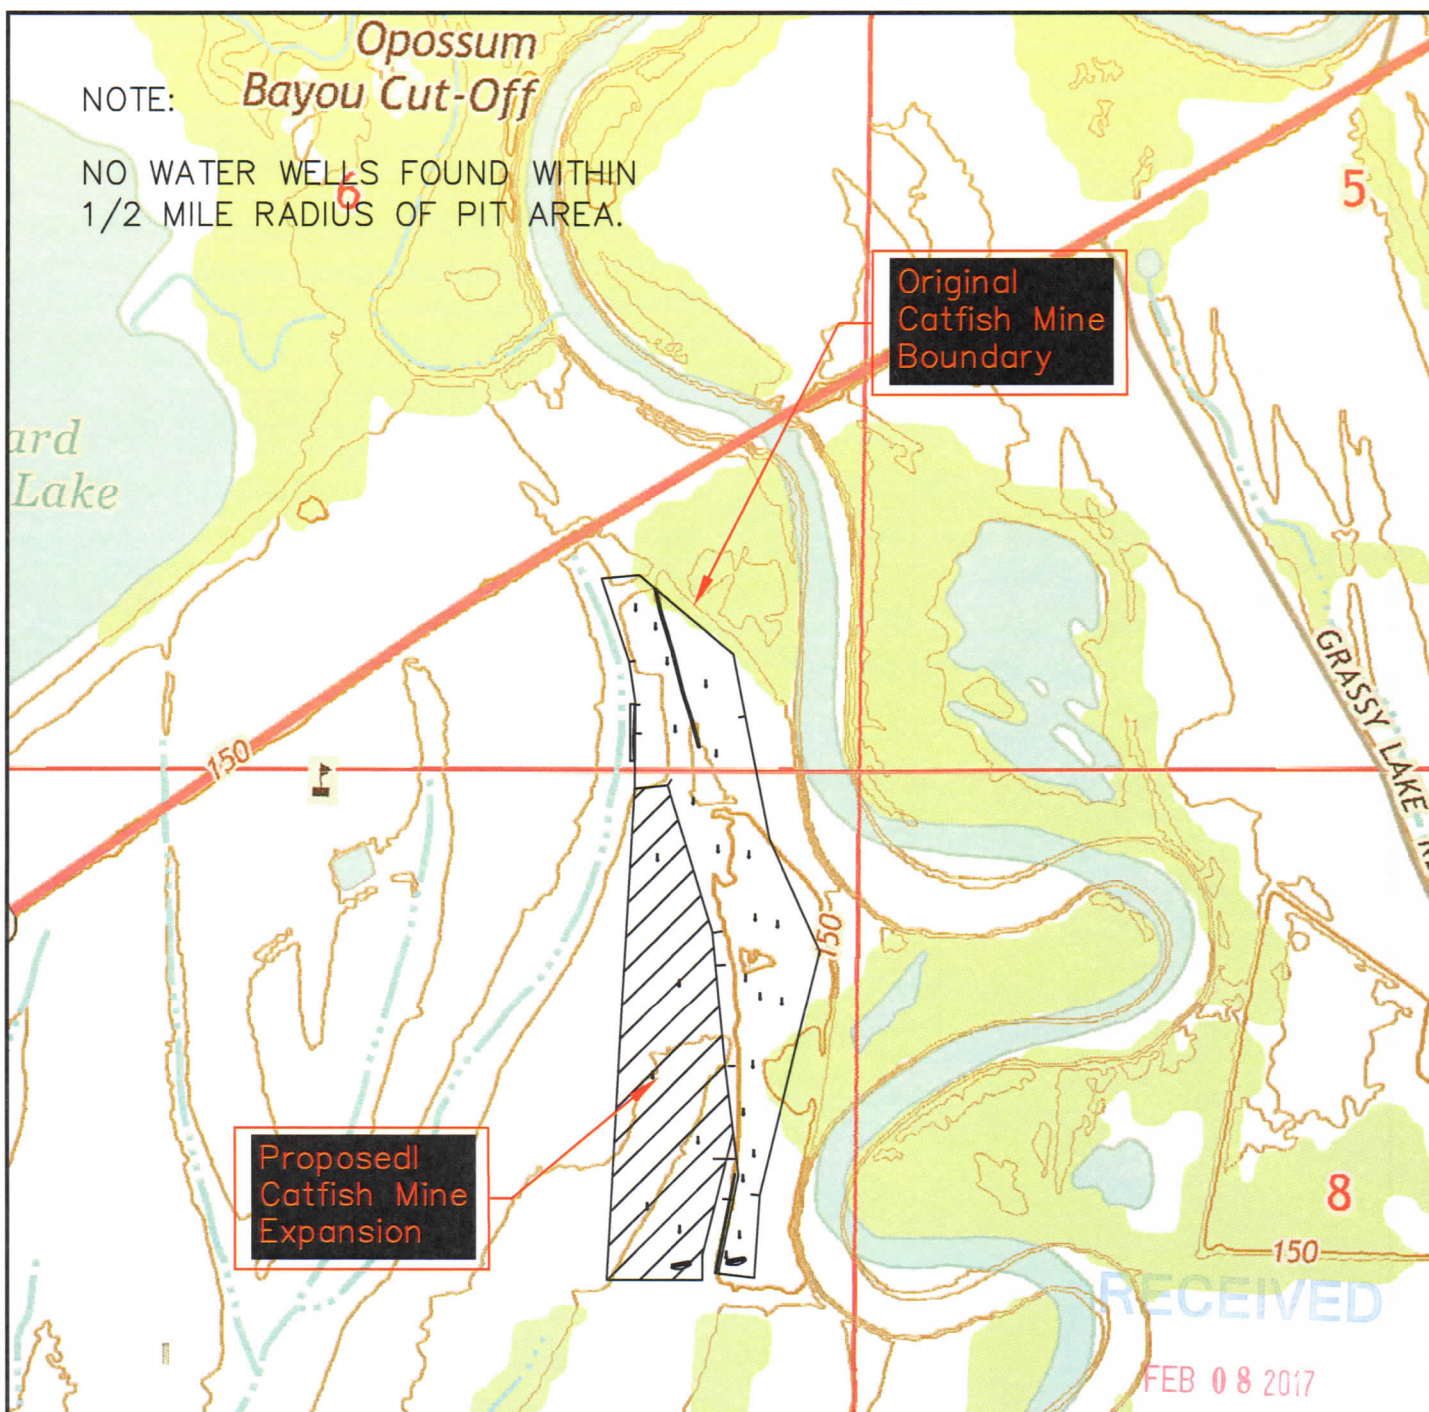 Opossum
Bayou Cut-Off
NOTE:
NO WATER WELLS FOUND WITHIN
1/2 MILE RADIUS OF PIT AREA.
6
5
Original
Catfish Mine
Boundary
ard
Lake
GRASSY LAKE
150
150
Proposedl
Catfish Mine
Expansion
8
150
RECEIVED
FEB 08 2017